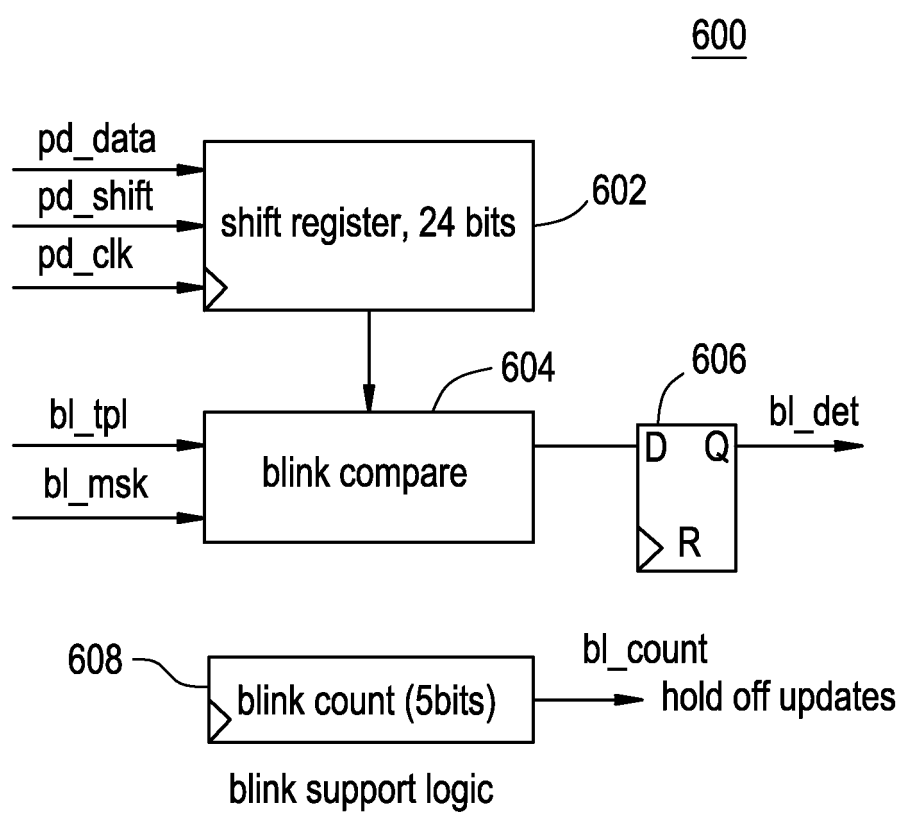 600
pd_data
pd_shift
pd_clk
shift register, 24 bits
602
604
bl_tpl
bl_msk
blink compare
606
D Q
R
bl_det
608
blink count (5bits)
bl_count
hold off updates
blink support logic